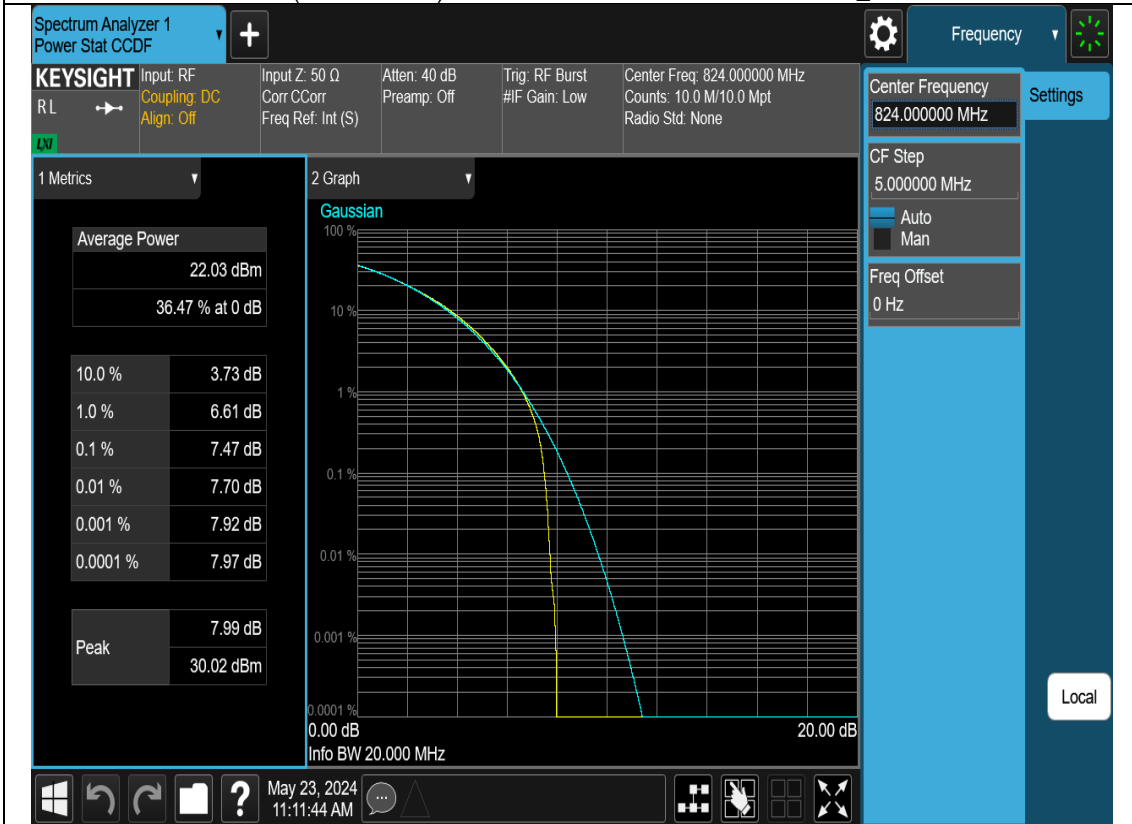 Spectrum Analyzer 1
Power Stat CCDF
Frequency
KEYSIGHT
RL
LXI
Input: RF
Coupling: DC
Align: Off
Input Z: 50 Ω
Corr CCorr
Freq Ref: Int (S)
Atten: 40 dB
Preamp: Off
Trig: RF Burst
#IF Gain: Low
Center Freq: 824.000000 MHz
Counts: 10.0 M/10.0 Mpt
Radio Std: None
Center Frequency
824.000000 MHz
Settings
CF Step
5.000000 MHz
Auto
Man
Freq Offset
0 Hz
Local
1 Metrics
Average Power
22.03 dBm
36.47 % at 0 dB
10.0 % 3.73 dB
1.0 % 6.61 dB
0.1 % 7.47 dB
0.01 % 7.70 dB
0.001 % 7.92 dB
0.0001 % 7.97 dB
Peak 7.99 dB
30.02 dBm
2 Graph
Gaussian
100 %
10 %
1 %
0.1 %
0.01 %
0.001 %
0.0001 %
0.00 dB 20.00 dB
Info BW 20.000 MHz
?
May 23, 2024
11:11:44 AM